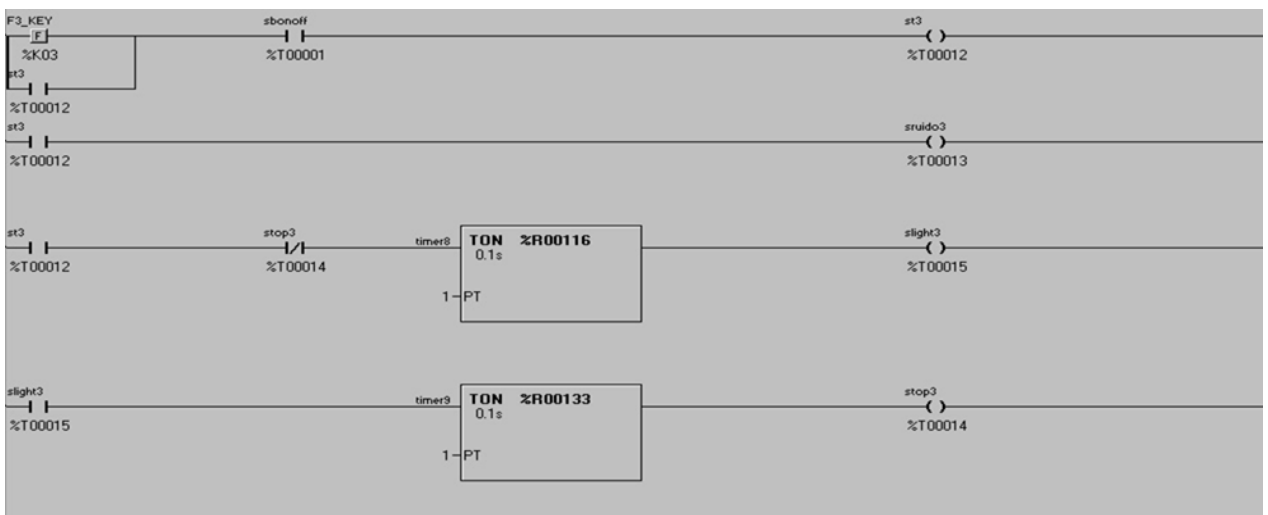 F3_KEY sbonoff st3
F
%K03 %T00001 %T00012
st3
%T00012
st3 sruido3
%T00012 %T00013
st3 stop3 timer8 TON %R00116 slight3
0.1s
%T00012 %T00014 %T00015
1 PT
slight3 timer9 TON %R00133 stop3
0.1s
%T00015 %T00014
1 PT